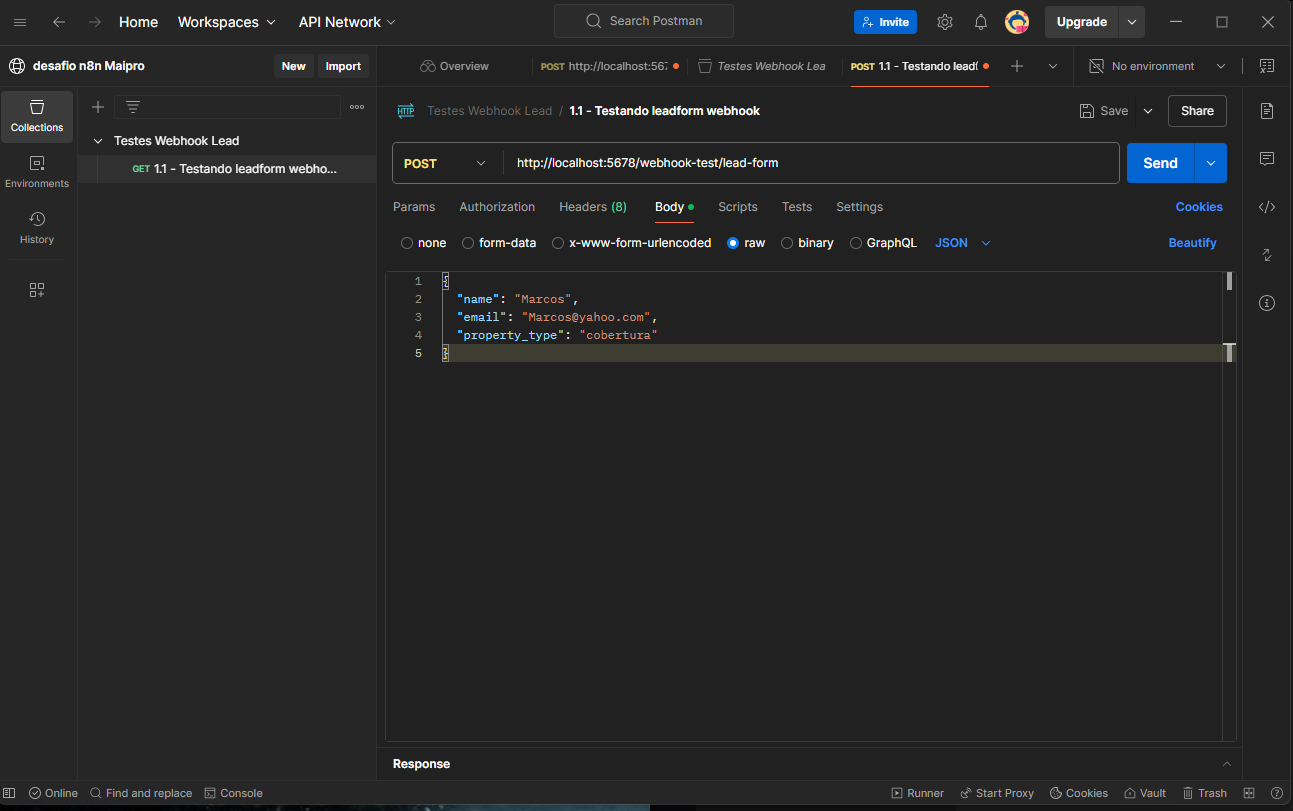 Home Workspaces API Network Search Postman Invite Upgrade
desafio n8n Maipro New Import Overview POST http://localhost:567 Testes Webhook Lea POST 1.1 - Testando leadf No environment
Collections
Environments
History
Testes Webhook Lead
GET 1.1 - Testando leadform webho...
HTTP Testes Webhook Lead / 1.1 - Testando leadform webhook Save Share
POST http://localhost:5678/webhook-test/lead-form Send
Params Authorization Headers (8) Body Scripts Tests Settings Cookies
none form-data x-www-form-urlencoded raw binary GraphQL JSON Beautify
1 {
2 "name": "Marcos",
3 "email": "Marcos@yahoo.com",
4 "property_type": "cobertura"
5 }
Response
Online Find and replace Console Runner Start Proxy Cookies Vault Trash